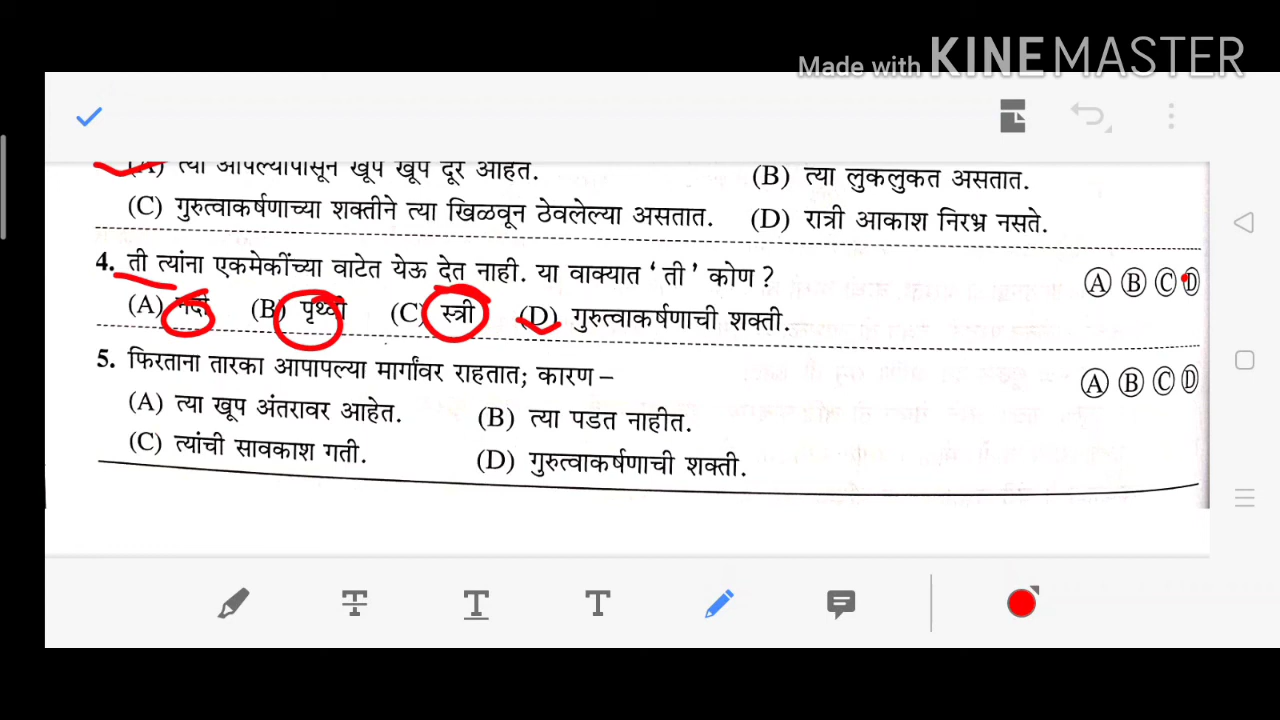 Made with KINEMASTER
(A) त्या आपल्यापासून खूप खूप दूर आहेत. (B) त्या लुकलुकत असतात.
(C) गुरुत्वाकर्षणाच्या शक्तीने त्या खिळवून ठेवलेल्या असतात. (D) रात्री आकाश निरभ्र नसते.
4. ती त्यांना एकमेकींच्या वाटेत येऊ देत नाही. या वाक्यात ‘ ती ’ कोण ? A B C D
(A) नदी (B) पृथ्वी (C) स्त्री (D) गुरुत्वाकर्षणाची शक्ती.
5. फिरताना तारका आपापल्या मार्गांवर राहतात; कारण – A B C D
(A) त्या खूप अंतरावर आहेत. (B) त्या पडत नाहीत.
(C) त्यांची सावकाश गती. (D) गुरुत्वाकर्षणाची शक्ती.